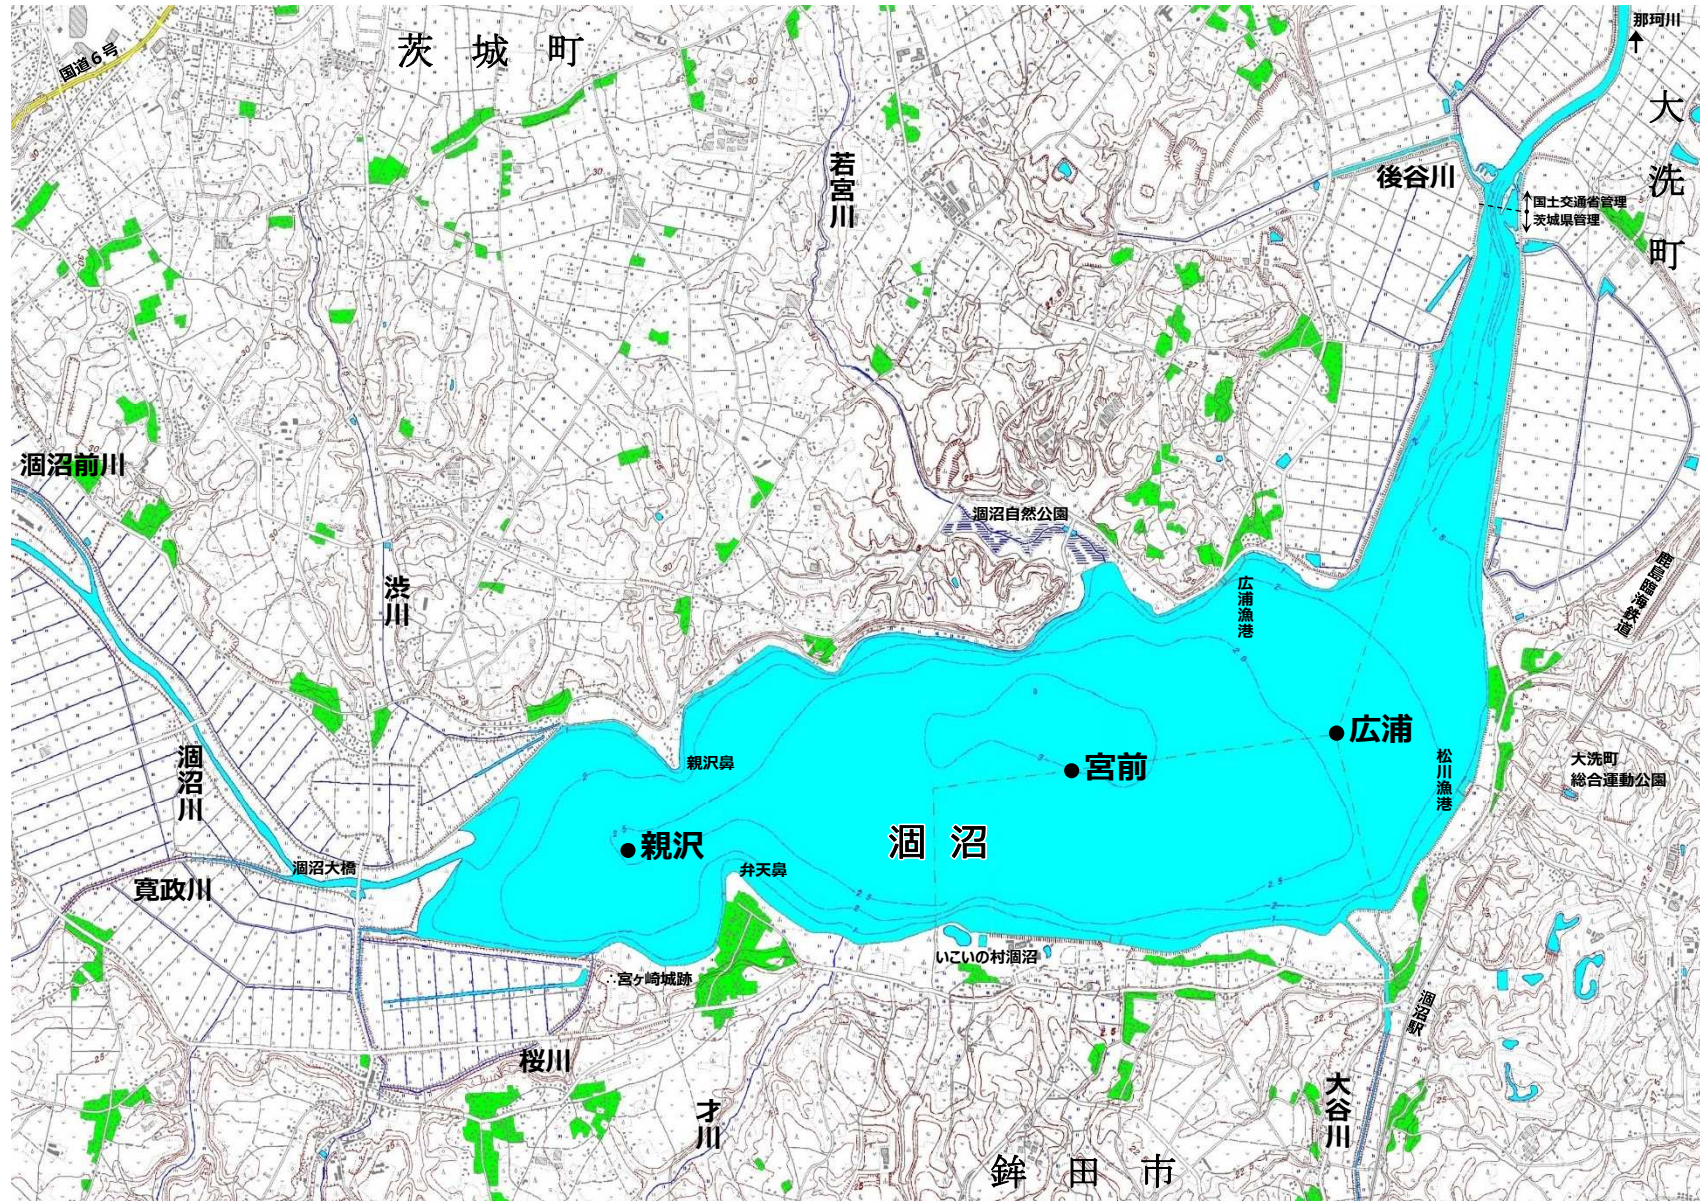 那珂川
国道6号
茨城町
大洗町
若宮川
後谷川
国土交通省管理
茨城県管理
涸沼前川
涸沼自然公園
渋川
広浦漁港
鹿島臨海鉄道
涸沼川
親沢鼻
宮前
広浦
松川漁港
大洗町
総合運動公園
親沢
涸沼
涸沼大橋
弁天鼻
寛政川
いこいの村涸沼
∴宮ヶ崎城跡
涸沼駅
桜川
才川
大谷川
鉾田市